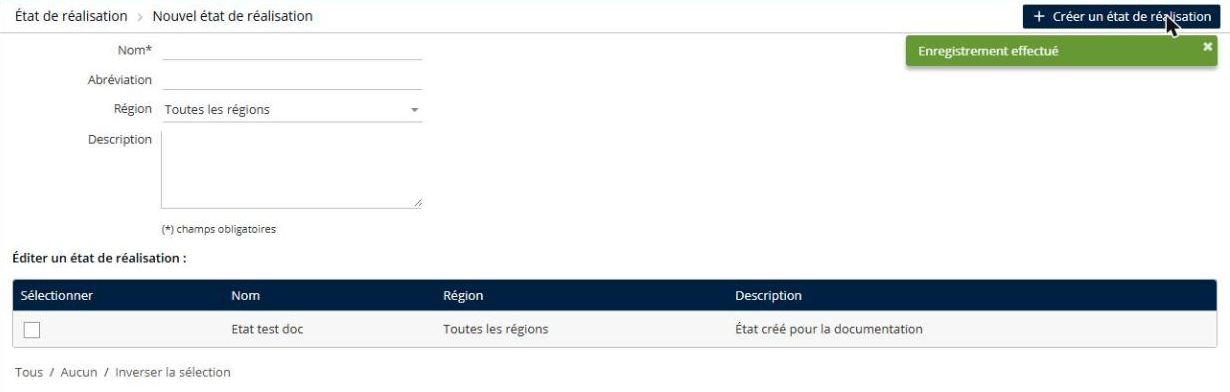 État de réalisation > Nouvel état de réalisation
+ Créer un état de réalisation
Enregistrement effectué ×
Nom*
Abréviation
Région Toutes les régions
Description
(*) champs obligatoires
Éditer un état de réalisation :
Sélectionner Nom Région Description
Etat test doc Toutes les régions État créé pour la documentation
Tous / Aucun / Inverser la sélection